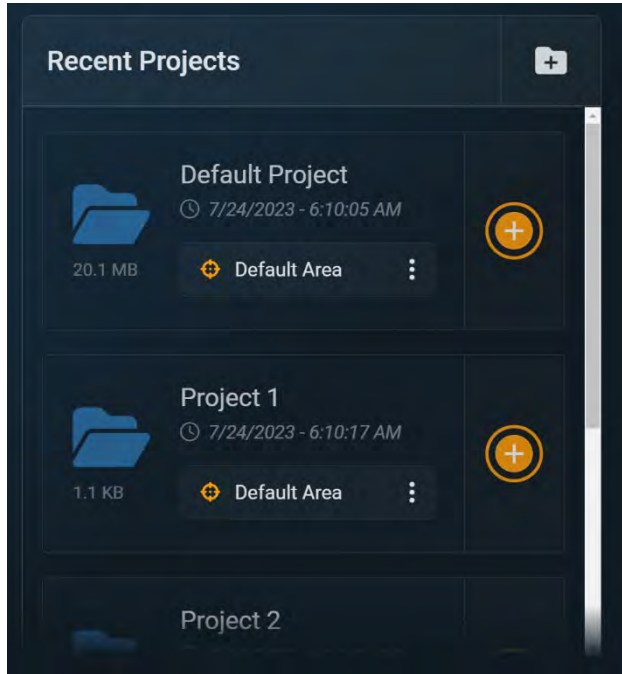 Recent Projects
Default Project
7/24/2023 - 6:10:05 AM
20.1 MB
Default Area
Project 1
7/24/2023 - 6:10:17 AM
1.1 KB
Default Area
Project 2